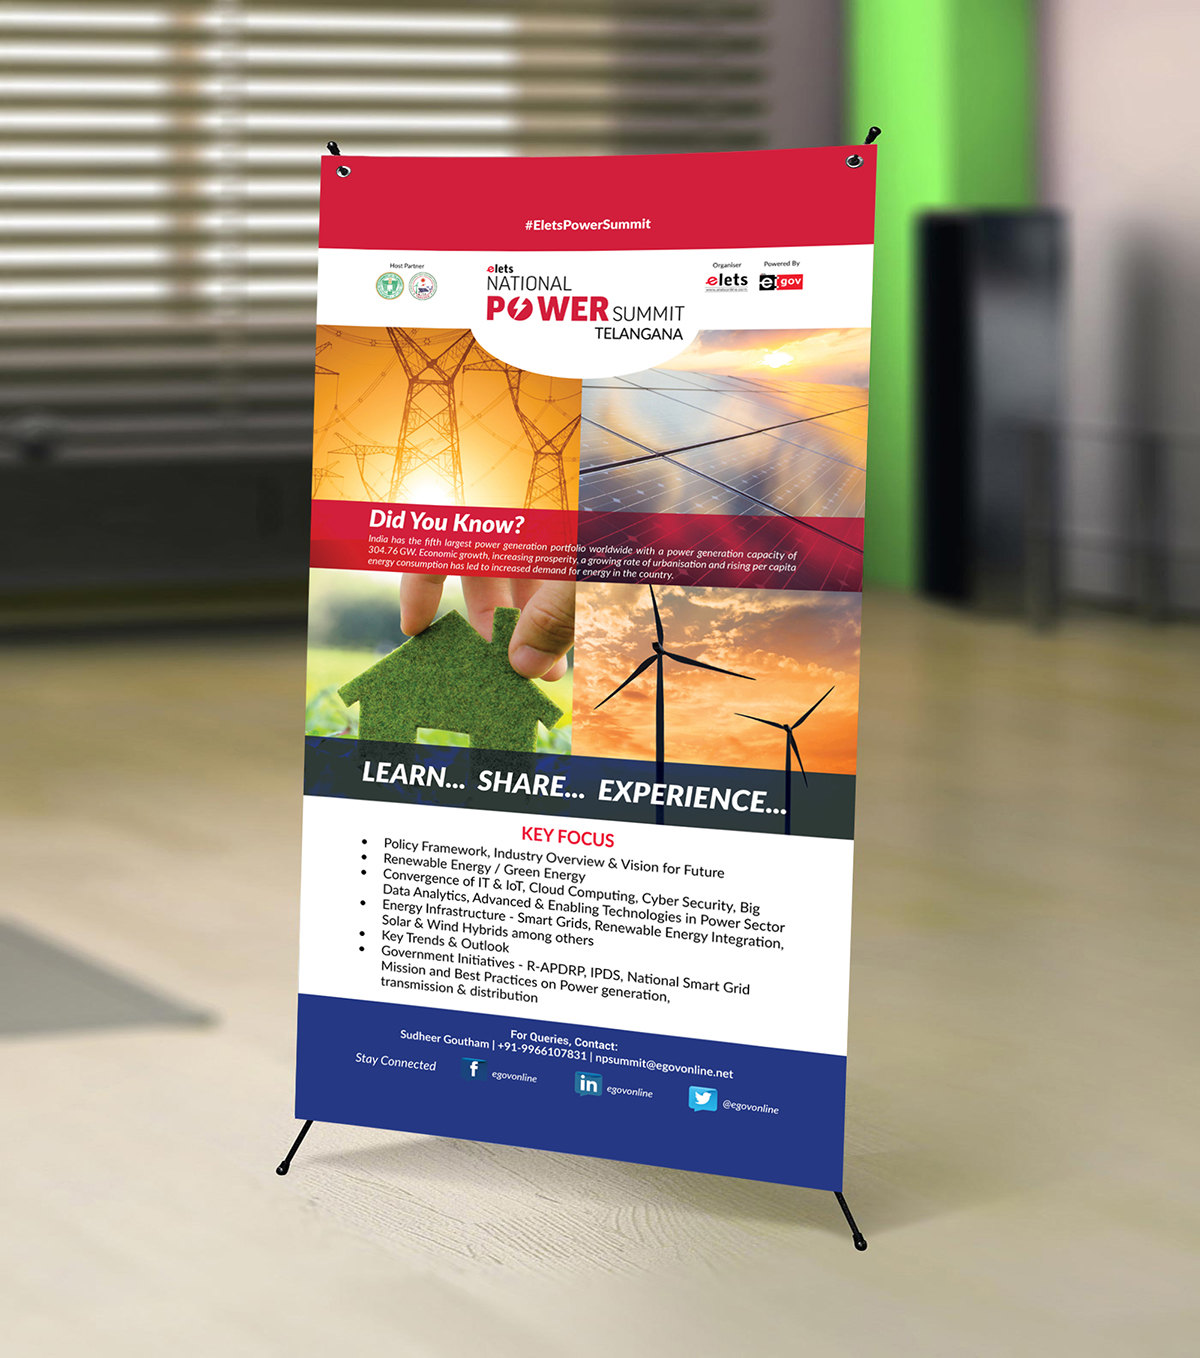 #EletsPowerSummit
Host Partner
elets
NATIONAL
POWER SUMMIT
TELANGANA
Organiser
elets
Powered By
egov
Did You Know?
India has the fifth largest power generation portfolio worldwide with a power generation capacity of
304.76 GW. Economic growth, increasing prosperity, a growing rate of urbanisation and rising per capita
energy consumption has led to increased demand for energy in the country.
LEARN... SHARE... EXPERIENCE...
KEY FOCUS
• Policy Framework, Industry Overview & Vision for Future
• Renewable Energy / Green Energy
• Convergence of IT & IoT, Cloud Computing, Cyber Security, Big
Data Analytics, Advanced & Enabling Technologies in Power Sector
• Energy Infrastructure - Smart Grids, Renewable Energy Integration,
Solar & Wind Hybrids among others
• Key Trends & Outlook
• Government Initiatives - R-APDRP, IPDS, National Smart Grid
Mission and Best Practices on Power generation,
transmission & distribution
For Queries, Contact:
Sudheer Goutham | +91-9966107831 | npsummit@egovonline.net
Stay Connected
f egovonline
in egovonline
@egovonline